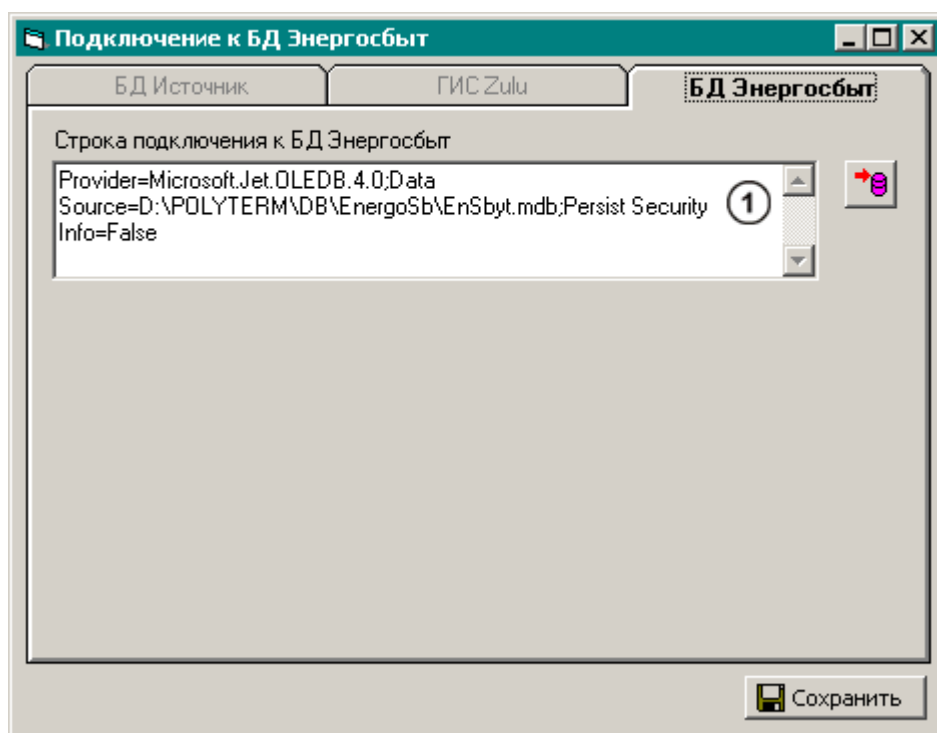 Подключение к БД Энергосбыт
БД Источник
ГИС Zulu
БД Энергосбыт
Строка подключения к БД Энергосбыт
Provider=Microsoft.Jet.OLEDB.4.0;Data
Source=D:\POLYTERM\DB\EnergoSb\EnSbyt.mdb;Persist Security
Info=False
1
Сохранить